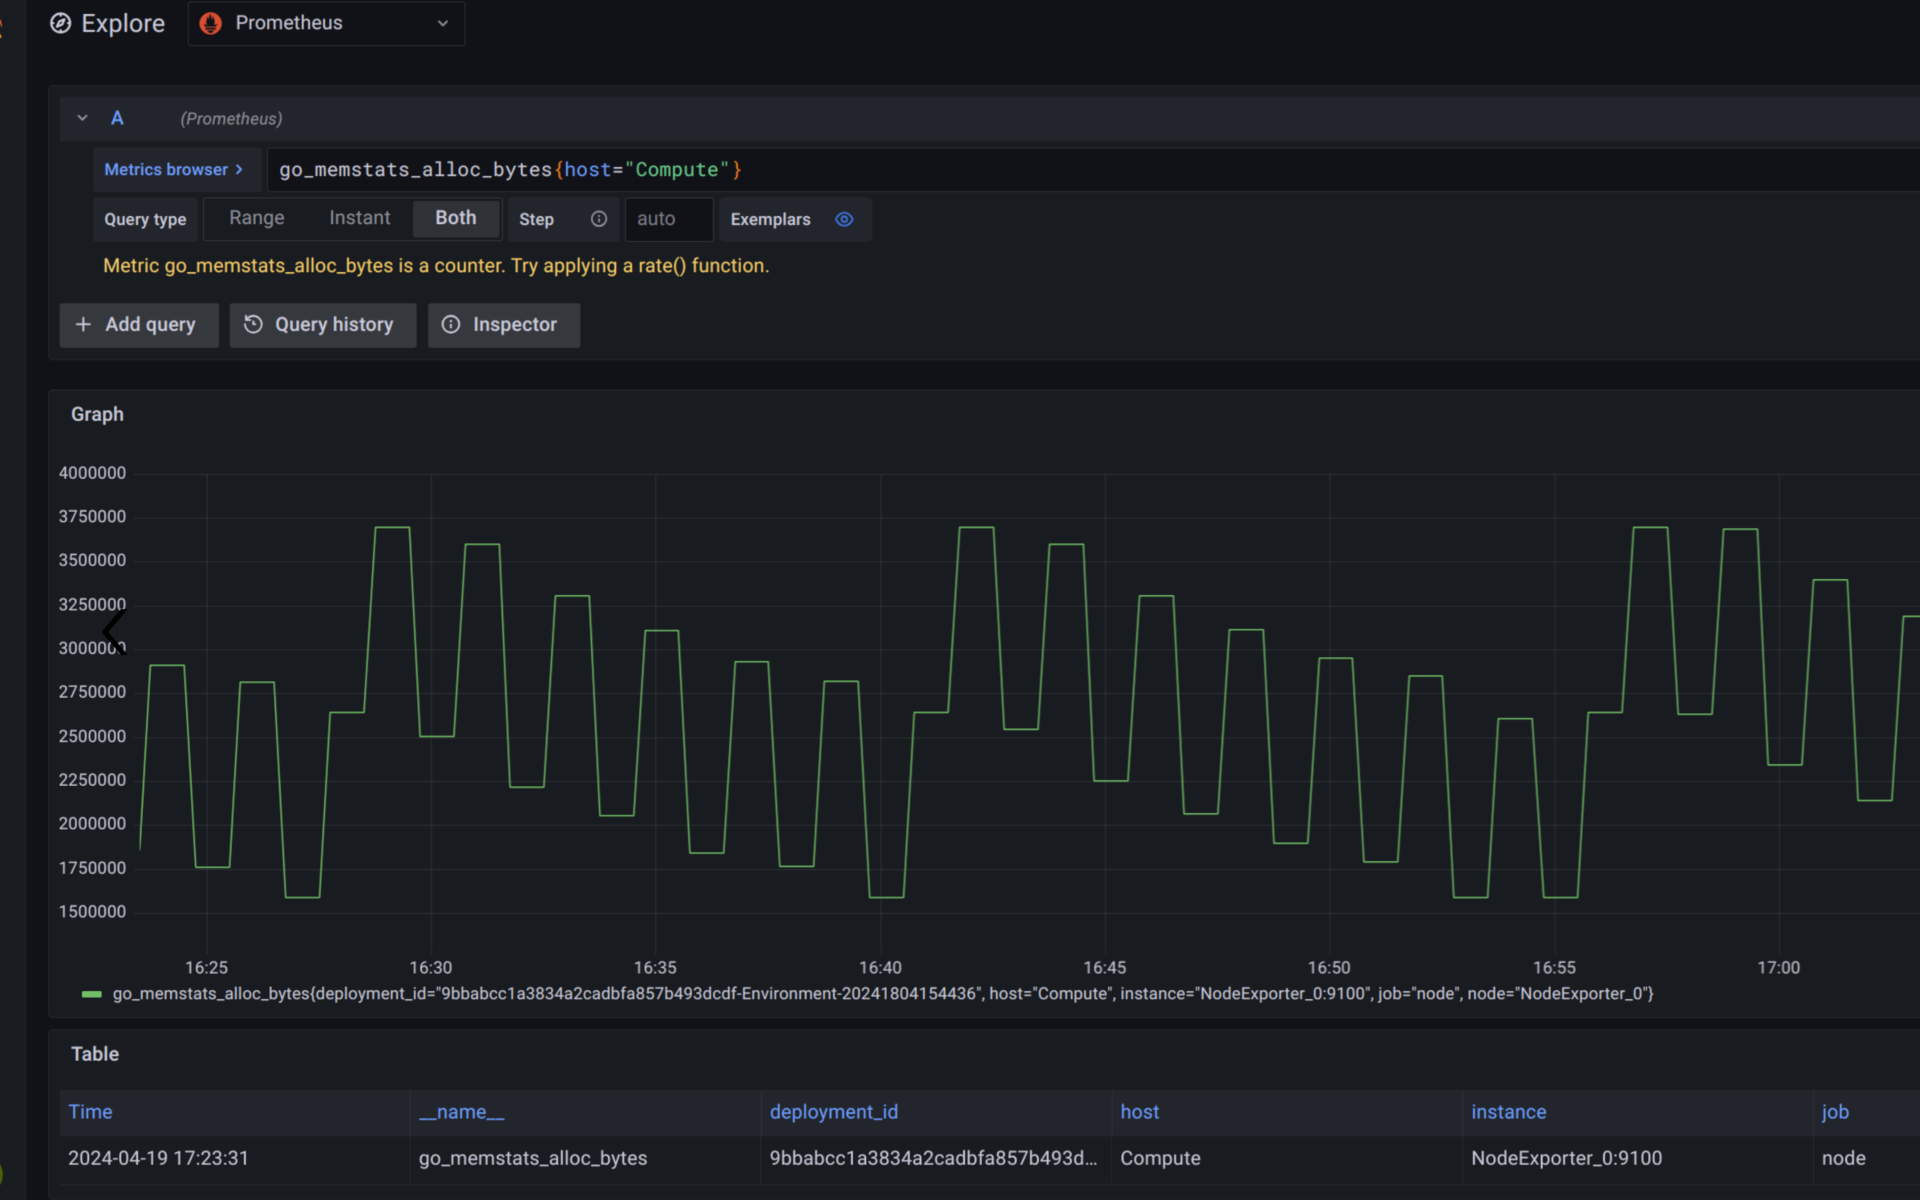 Explore Prometheus
A (Prometheus)
Metrics browser > go_memstats_alloc_bytes{host="Compute"}
Query type Range Instant Both Step auto Exemplars
Metric go_memstats_alloc_bytes is a counter. Try applying a rate() function.
+ Add query Query history Inspector
Graph
4000000
3750000
3500000
3250000
3000000
2750000
2500000
2250000
2000000
1750000
1500000
16:25 16:30 16:35 16:40 16:45 16:50 16:55 17:00
go_memstats_alloc_bytes{deployment_id="9bbabcc1a3834a2cadbfa857b493dcdf-Environment-20241804154436", host="Compute", instance="NodeExporter_0:9100", job="node", node="NodeExporter_0"}
Table
Time __name__ deployment_id host instance job
2024-04-19 17:23:31 go_memstats_alloc_bytes 9bbabcc1a3834a2cadbfa857b493d... Compute NodeExporter_0:9100 node